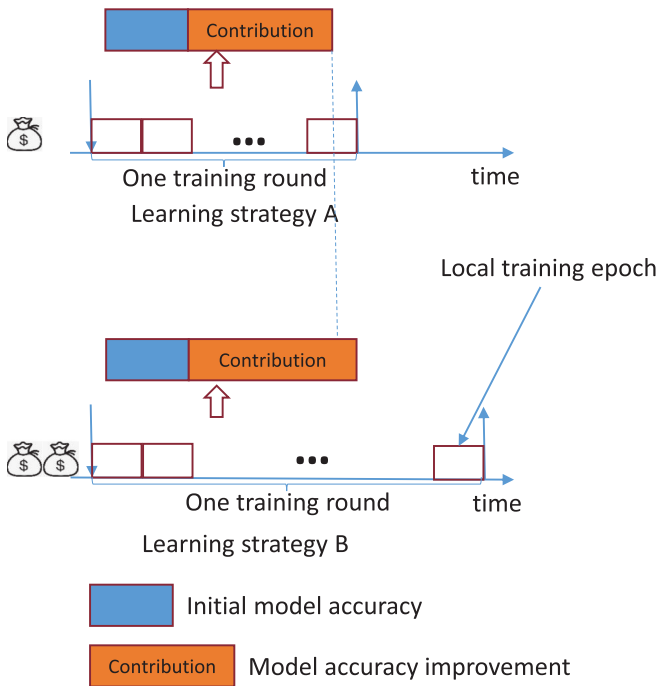 Contribution
$
One training round
time
Learning strategy A
Local training epoch
Contribution
$ $
One training round
time
Learning strategy B
Initial model accuracy
Contribution Model accuracy improvement